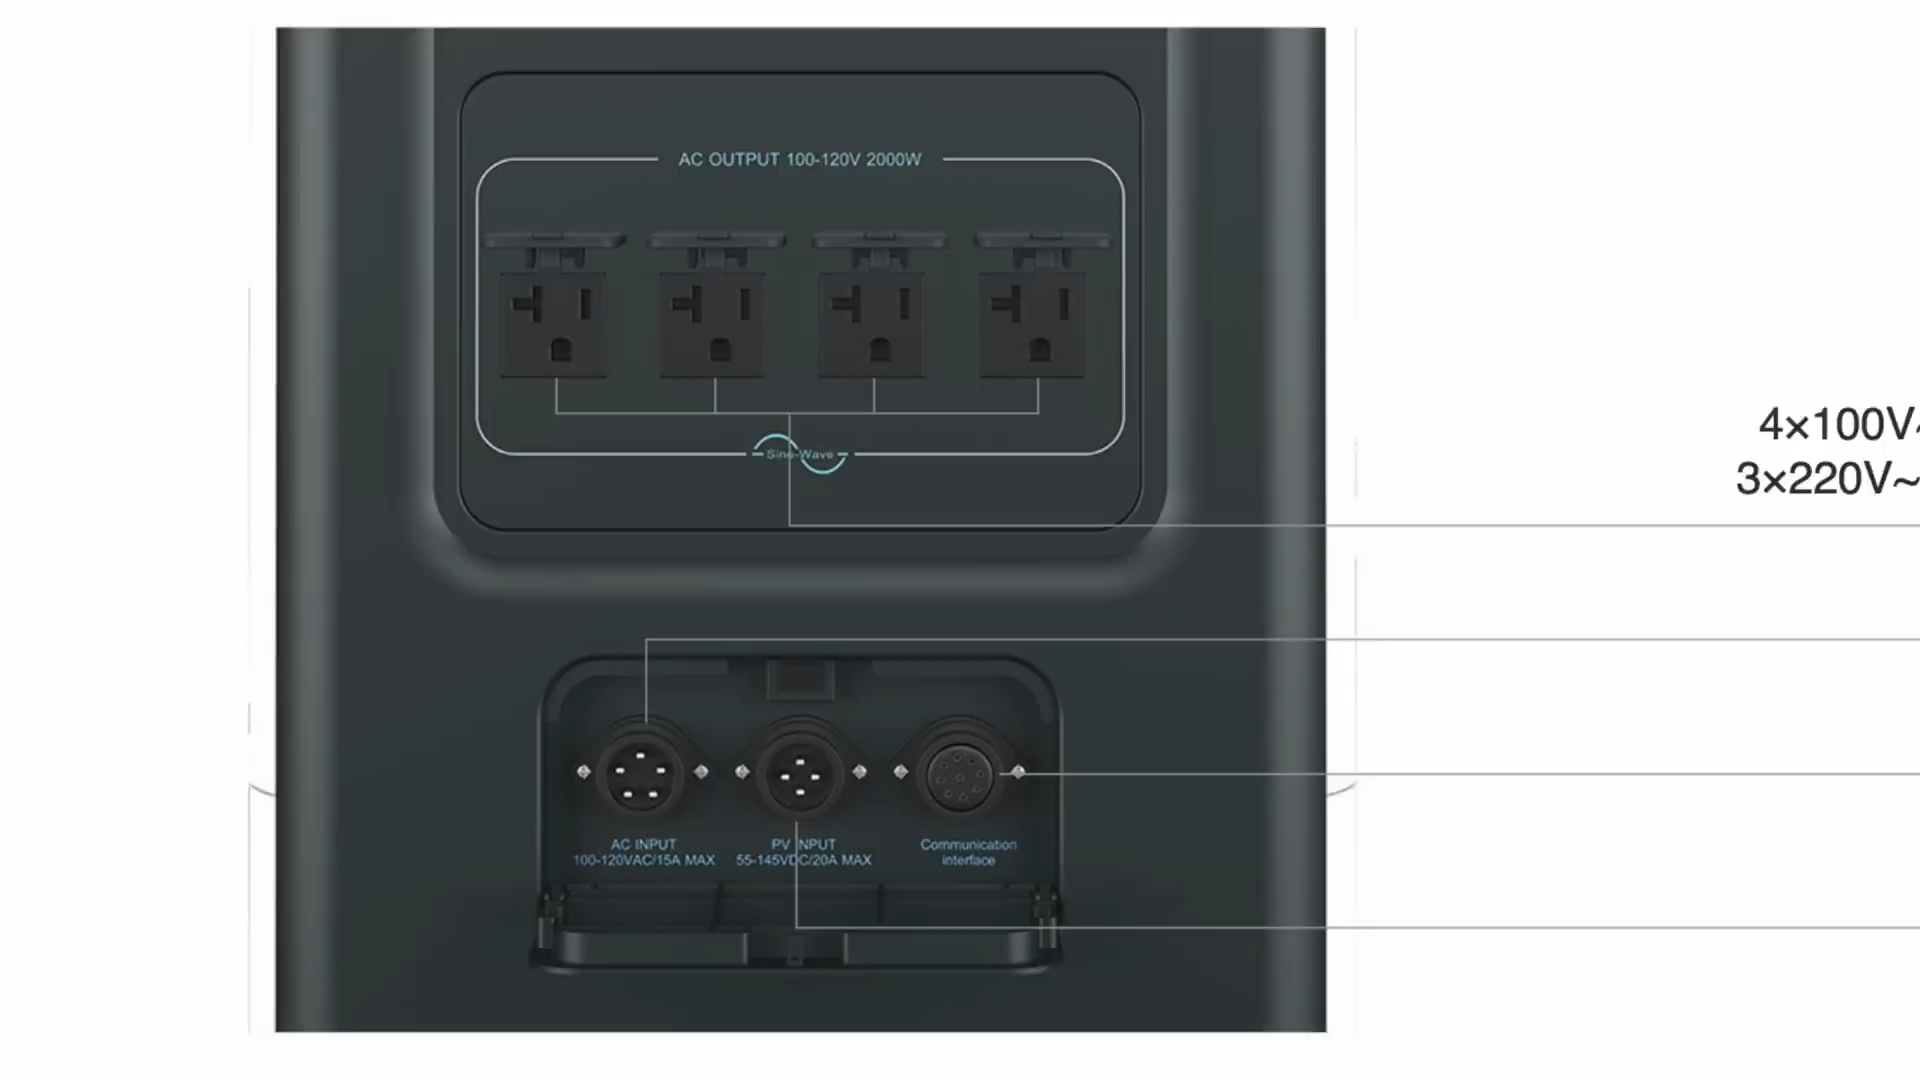 AC OUTPUT 100-120V 2000W
Sine-Wave
4×100V~
3×220V~
AC INPUT
100-120VAC/15A MAX
PV INPUT
55-145VDC/20A MAX
Communication
interface